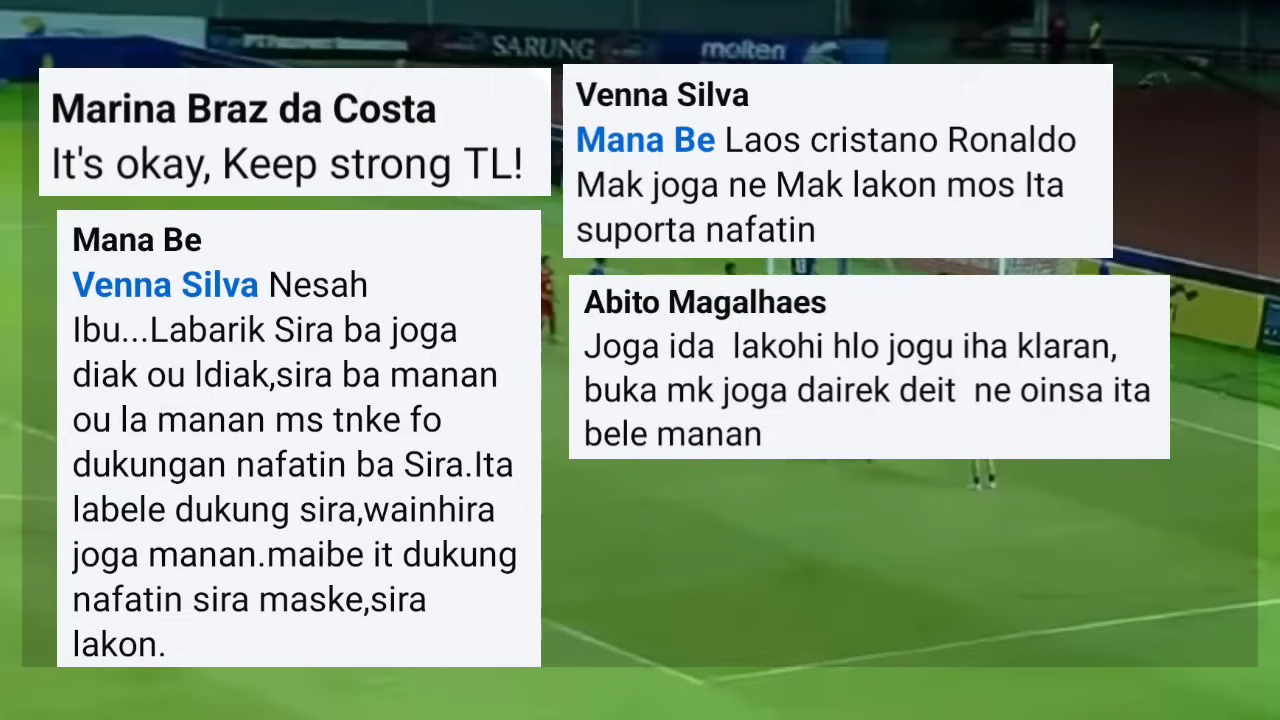 SARUNG
molten
Marina Braz da Costa
It's okay, Keep strong TL!
Mana Be
Venna Silva Nesah
Ibu...Labarik Sira ba joga
diak ou ldiak,sira ba manan
ou la manan ms tnke fo
dukungan nafatin ba Sira.Ita
labele dukung sira,wainhira
joga manan.maibe it dukung
nafatin sira maske,sira
lakon.
Venna Silva
Mana Be Laos cristano Ronaldo
Mak joga ne Mak lakon mos Ita
suporta nafatin
Abito Magalhaes
Joga ida  lakohi hlo jogu iha klaran,
buka mk joga dairek deit  ne oinsa ita
bele manan